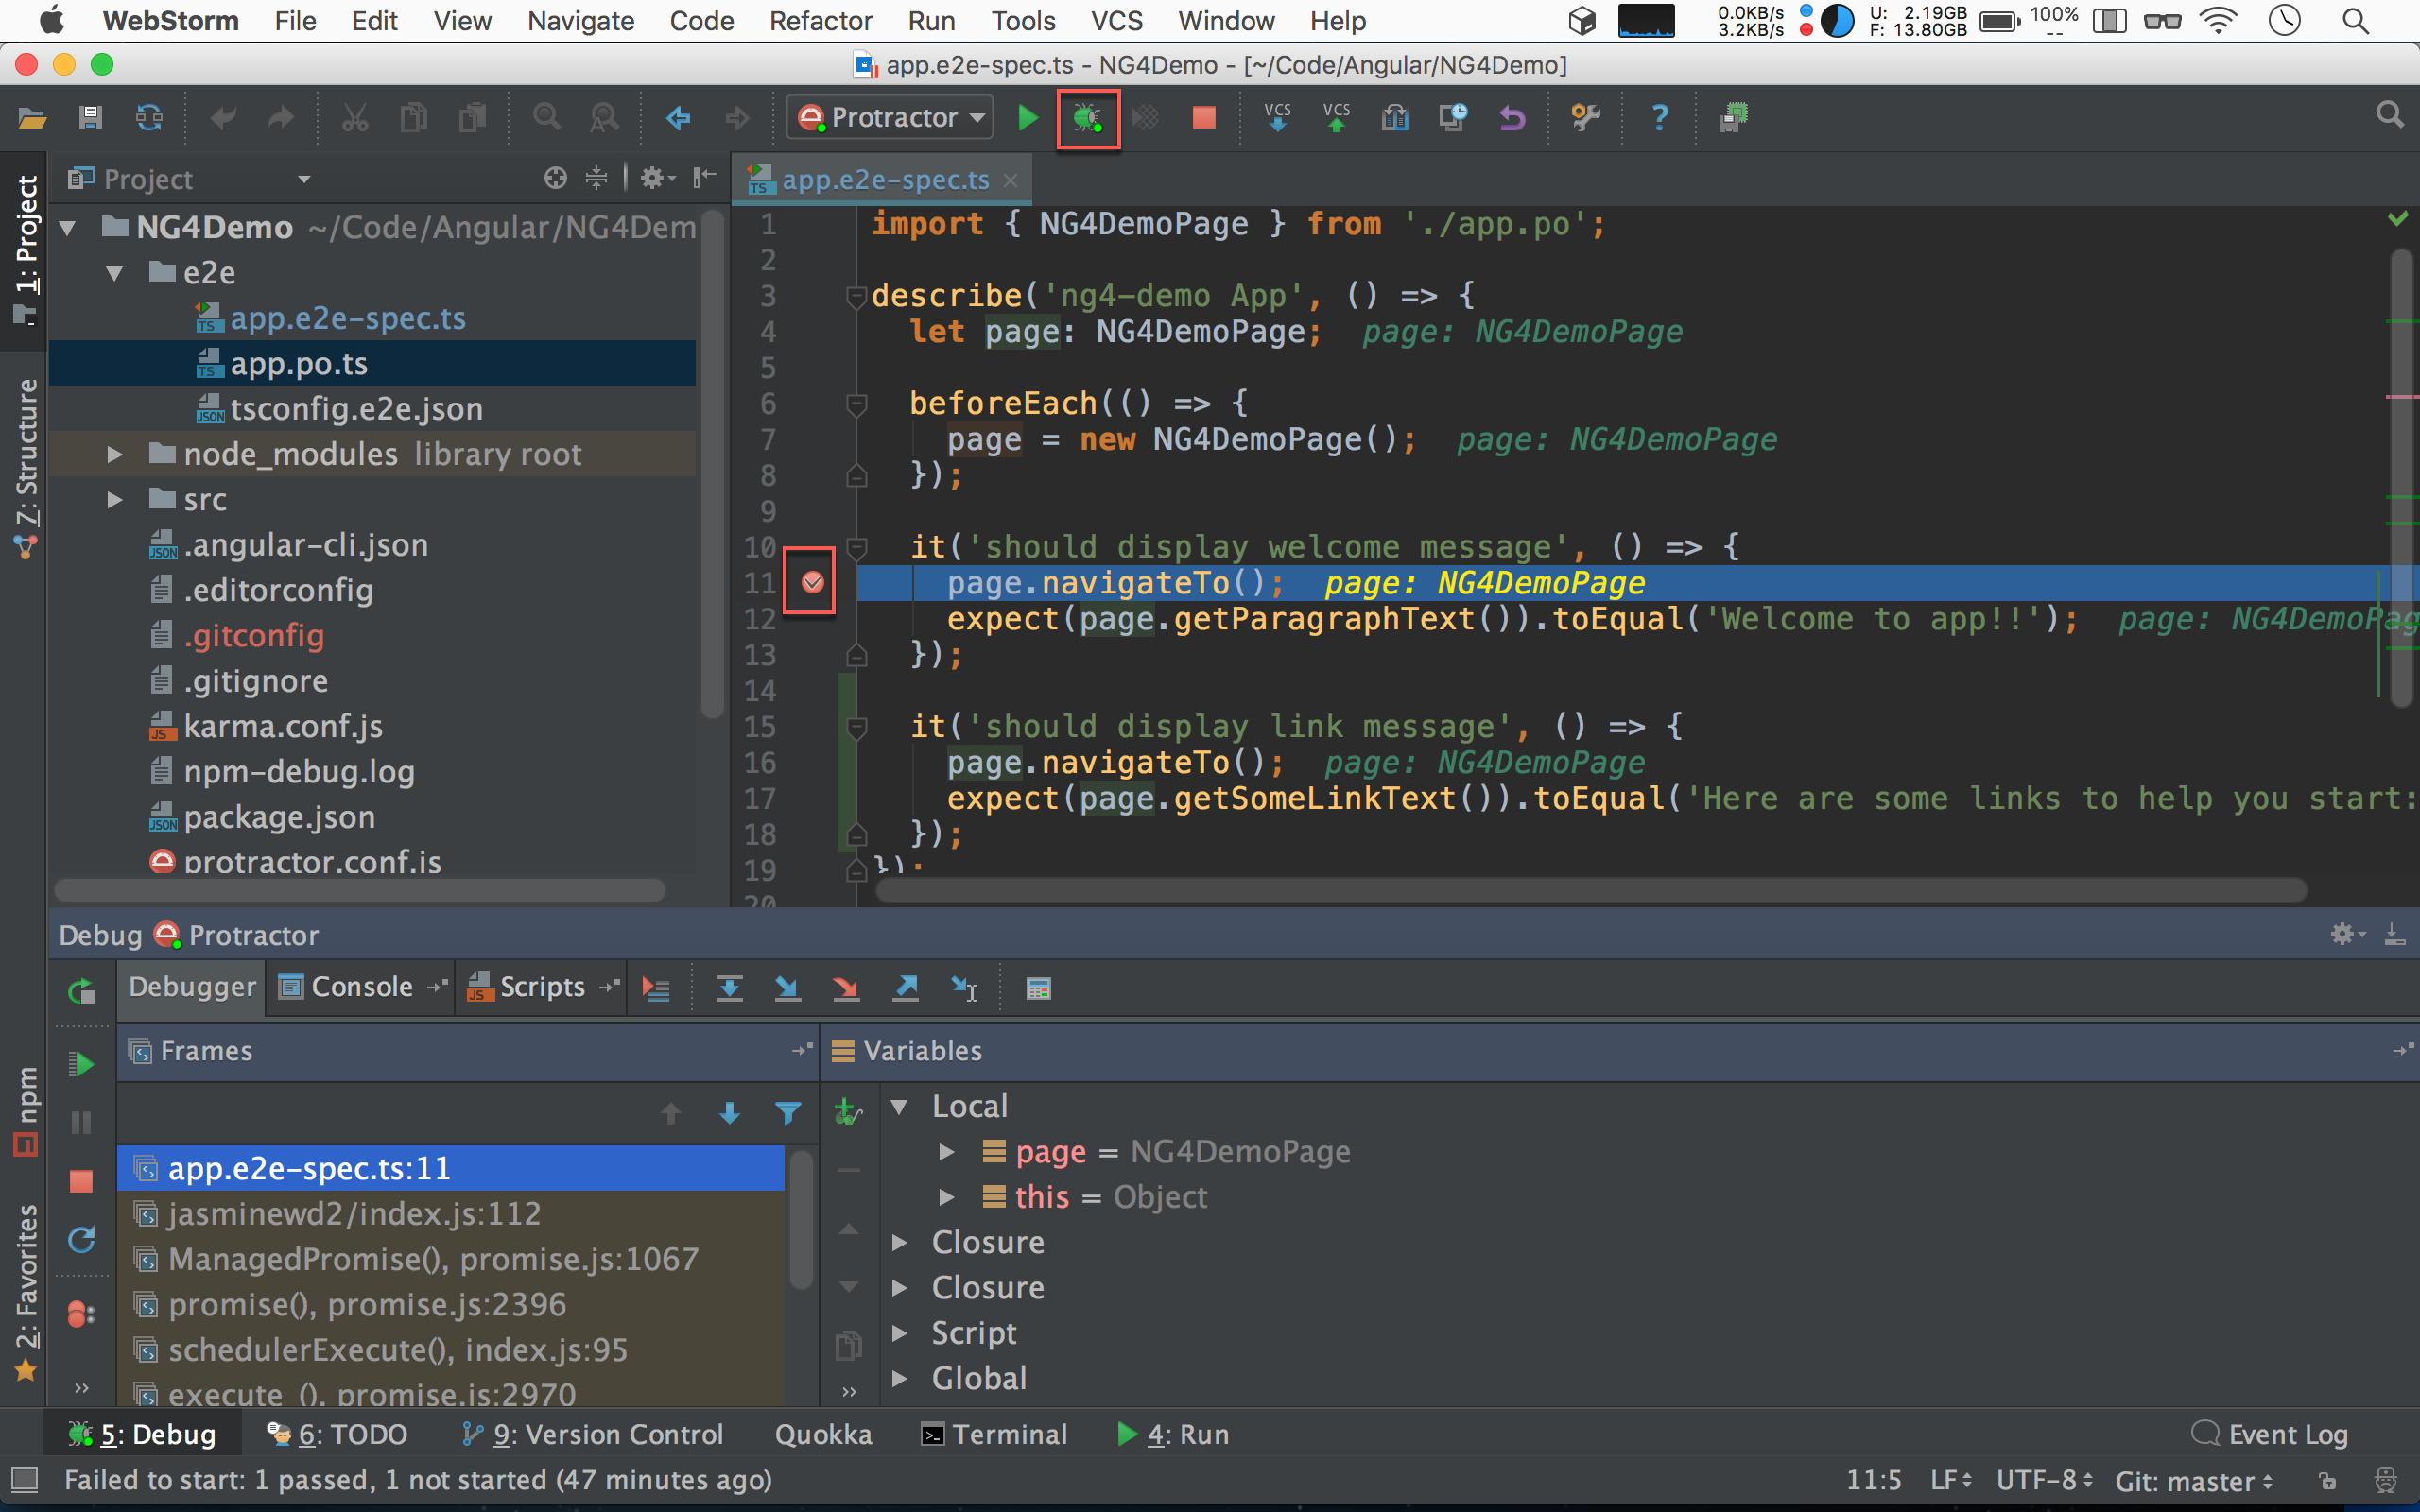 WebStorm File Edit View Navigate Code Refactor Run Tools VCS Window Help
0.0KB/s U: 2.19GB 100%
3.2KB/s F: 13.80GB --
app.e2e-spec.ts - NG4Demo - [~/Code/Angular/NG4Demo]
Protractor VCS VCS ?
1: Project
7: Structure
npm
2: Favorites
Project
NG4Demo ~/Code/Angular/NG4Dem
e2e
TS app.e2e-spec.ts
TS app.po.ts
JSON tsconfig.e2e.json
node_modules library root
src
JSON .angular-cli.json
.editorconfig
.gitconfig
.gitignore
JS karma.conf.js
npm-debug.log
JSON package.json
protractor.conf.js
TS app.e2e-spec.ts
1 import { NG4DemoPage } from './app.po';
2
3 describe('ng4-demo App', () => {
4 let page: NG4DemoPage; page: NG4DemoPage
5
6 beforeEach(() => {
7 page = new NG4DemoPage(); page: NG4DemoPage
8 });
9
10 it('should display welcome message', () => {
11 page.navigateTo(); page: NG4DemoPage
12 expect(page.getParagraphText()).toEqual('Welcome to app!!'); page: NG4DemoPag
13 });
14
15 it('should display link message', () => {
16 page.navigateTo(); page: NG4DemoPage
17 expect(page.getSomeLinkText()).toEqual('Here are some links to help you start:
18 });
19 });
20
Debug Protractor
Debugger Console JS Scripts
Frames
app.e2e-spec.ts:11
jasminewd2/index.js:112
ManagedPromise(), promise.js:1067
promise(), promise.js:2396
schedulerExecute(), index.js:95
execute_(), promise.js:2970
Variables
Local
page = NG4DemoPage
this = Object
Closure
Closure
Script
Global
5: Debug 6: TODO 9: Version Control Quokka Terminal 4: Run Event Log
Failed to start: 1 passed, 1 not started (47 minutes ago) 11:5 LF UTF-8 Git: master